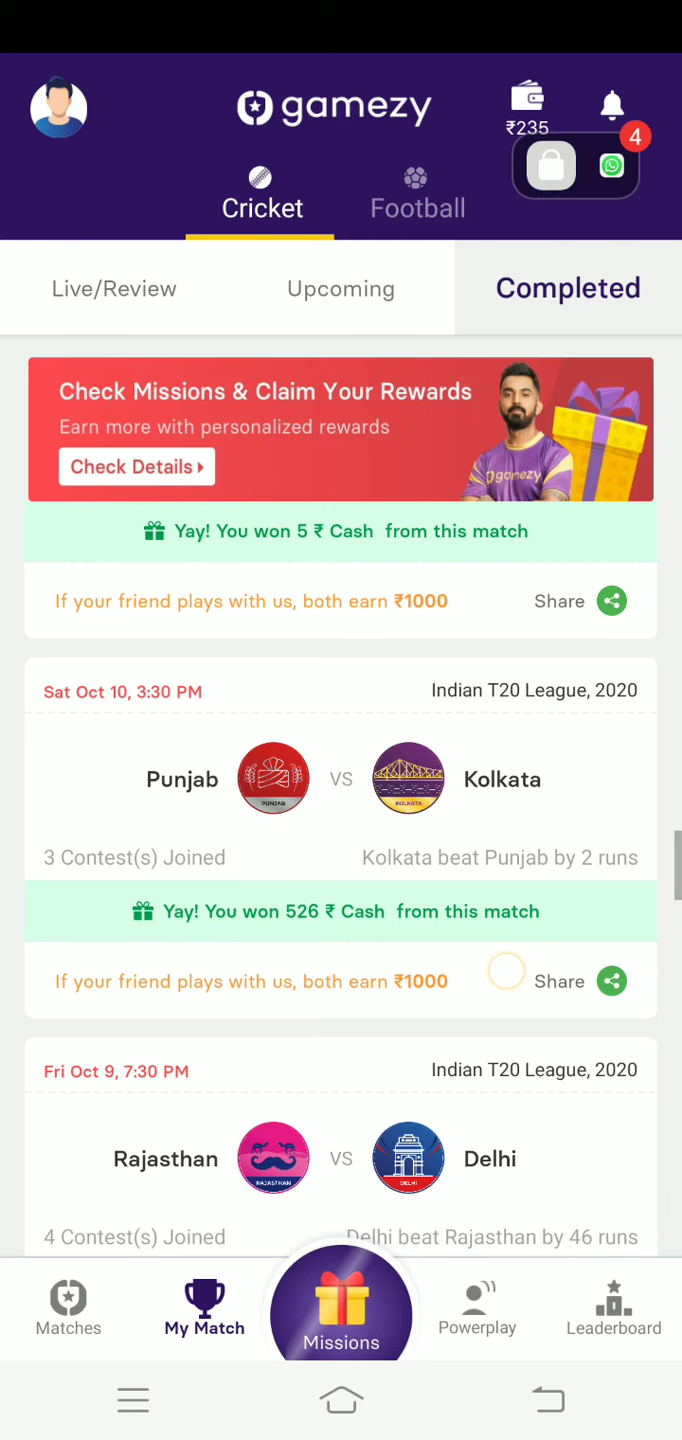 gamezy
₹235
4
Cricket
Football
Live/Review
Upcoming
Completed
Check Missions & Claim Your Rewards
Earn more with personalized rewards
Check Details
gamezy
Yay! You won 5 ₹ Cash from this match
If your friend plays with us, both earn ₹1000
Share
Sat Oct 10, 3:30 PM
Indian T20 League, 2020
Punjab
PUNJAB
VS
KOLKATA
Kolkata
3 Contest(s) Joined
Kolkata beat Punjab by 2 runs
Yay! You won 526 ₹ Cash from this match
If your friend plays with us, both earn ₹1000
Share
Fri Oct 9, 7:30 PM
Indian T20 League, 2020
Rajasthan
RAJASTHAN
VS
DELHI
Delhi
4 Contest(s) Joined
Delhi beat Rajasthan by 46 runs
Matches
My Match
Missions
Powerplay
Leaderboard